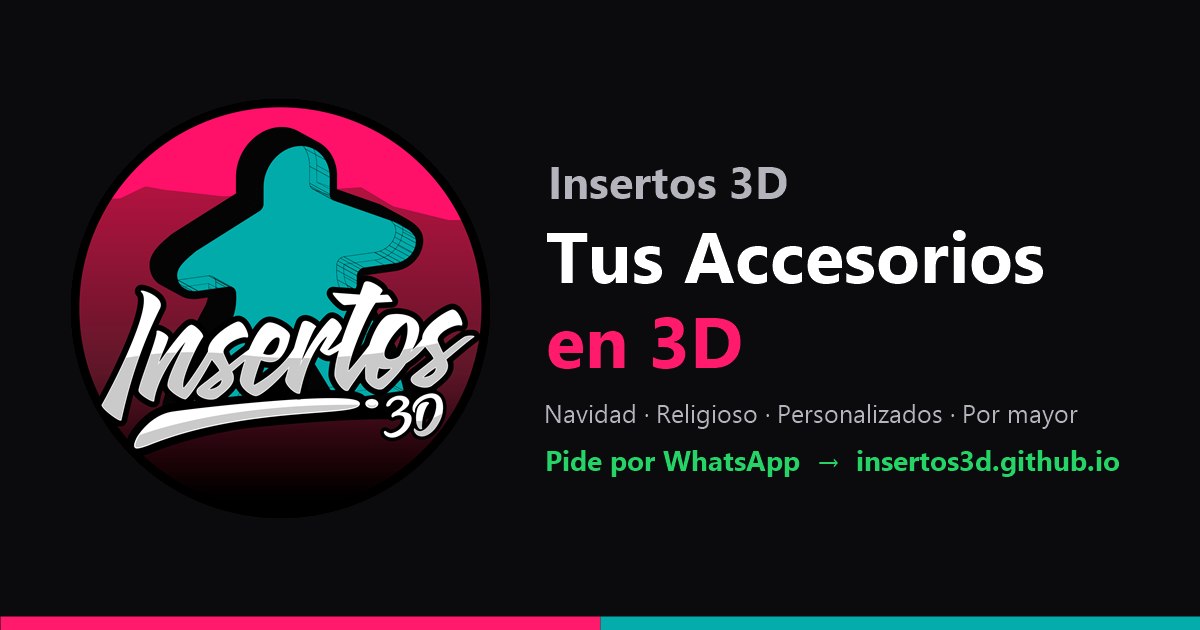 Insertos
3D
Insertos 3D
Tus Accesorios
en 3D
Navidad · Religioso · Personalizados · Por mayor
Pide por WhatsApp → insertos3d.github.io